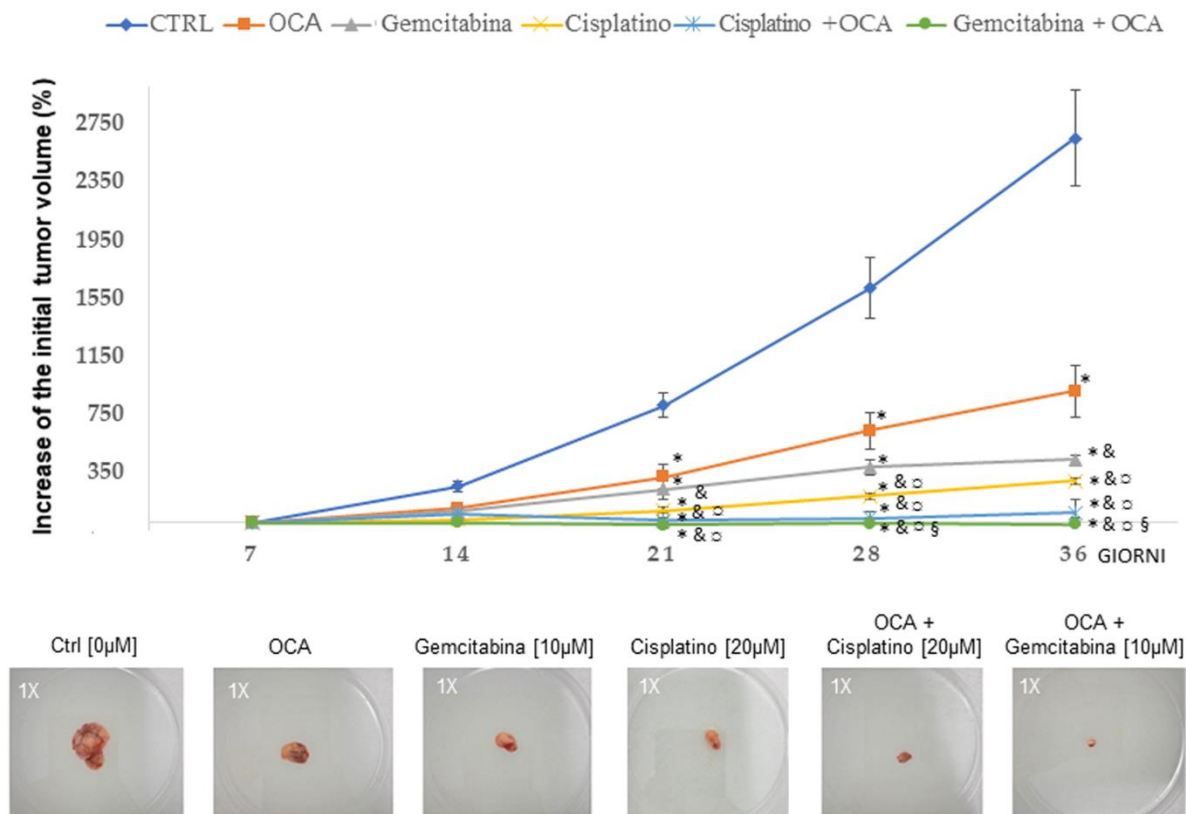 CTRL OCA Gemcitabina Cisplatino Cisplatino +OCA Gemcitabina + OCA
Increase of the initial tumor volume (%)
2750
2350
1950
1550
1150
750
350
* * * *
* * * & *
& * & ¤ * & ¤
* & ¤ * & ¤ * & ¤
* & ¤ * & ¤ § * & ¤ §
7 14 21 28 36 GIORNI
Ctrl [0µM]
OCA
Gemcitabina [10µM]
Cisplatino [20µM]
OCA +
Cisplatino [20µM]
OCA +
Gemcitabina [10µM]
1X
1X
1X
1X
1X
1X